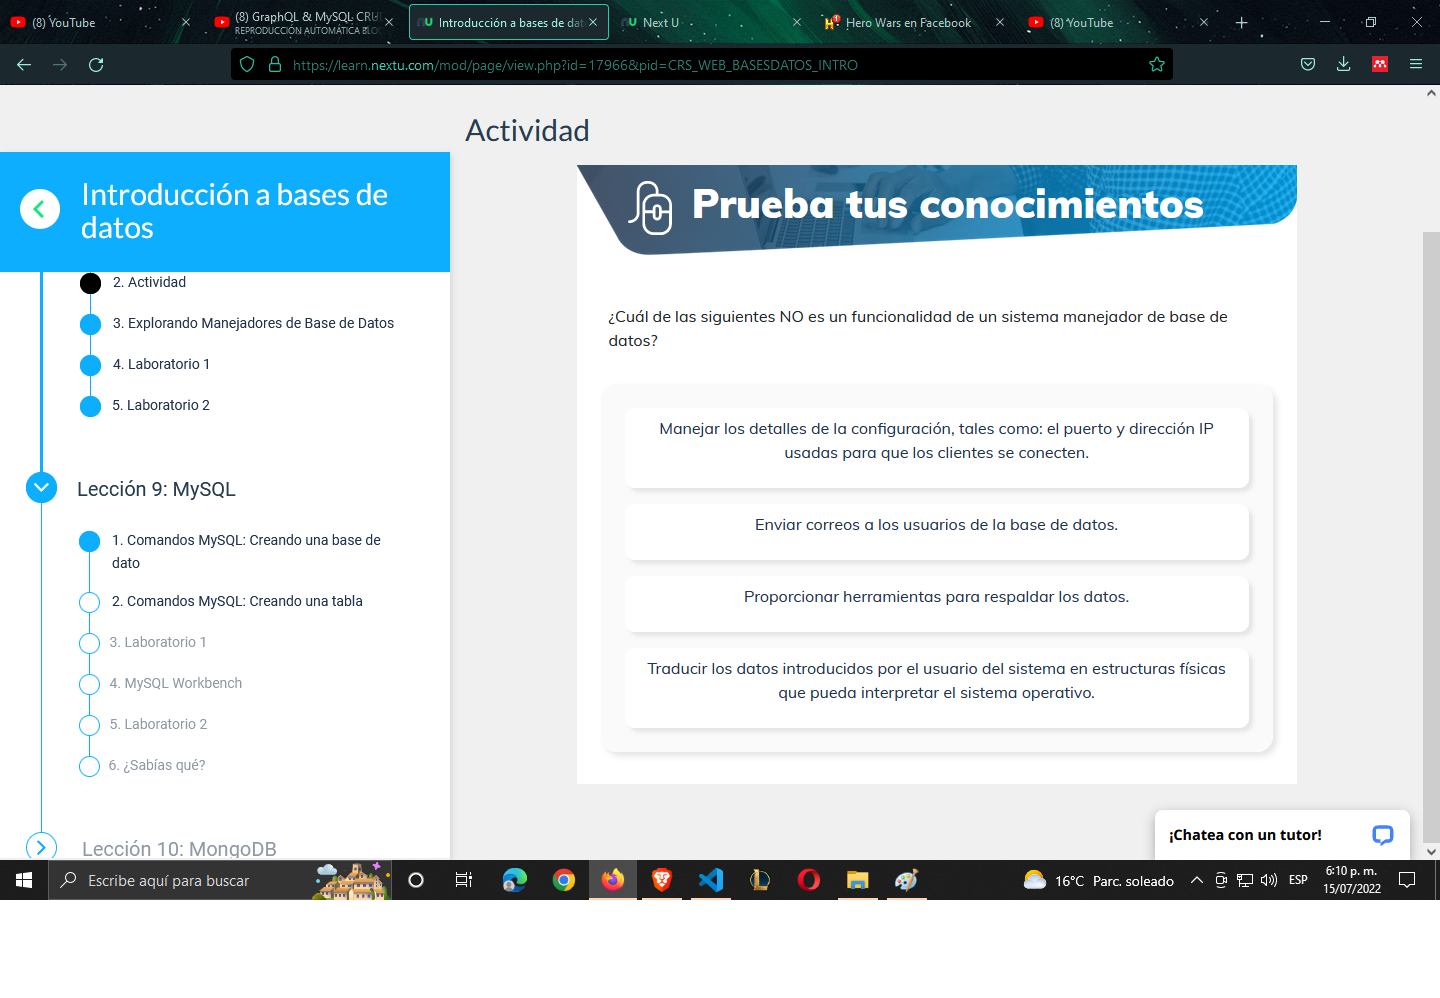 (8) YouTube
(8) GraphQL & MySQL CRU
REPRODUCCIÓN AUTOMÁTICA BLO
Introducción a bases de dat
Next U
Hero Wars en Facebook
(8) YouTube
https://learn.nextu.com/mod/page/view.php?id=17966&pid=CRS_WEB_BASESDATOS_INTRO
Actividad
Introducción a bases de
datos
2. Actividad
3. Explorando Manejadores de Base de Datos
4. Laboratorio 1
5. Laboratorio 2
Lección 9: MySQL
1. Comandos MySQL: Creando una base de
dato
2. Comandos MySQL: Creando una tabla
3. Laboratorio 1
4. MySQL Workbench
5. Laboratorio 2
6. ¿Sabías qué?
Lección 10: MongoDB
Prueba tus conocimientos
¿Cuál de las siguientes NO es un funcionalidad de un sistema manejador de base de
datos?
Manejar los detalles de la configuración, tales como: el puerto y dirección IP
usadas para que los clientes se conecten.
Enviar correos a los usuarios de la base de datos.
Proporcionar herramientas para respaldar los datos.
Traducir los datos introducidos por el usuario del sistema en estructuras físicas
que pueda interpretar el sistema operativo.
¡Chatea con un tutor!
Escribe aquí para buscar
16°C Parc. soleado
ESP
6:10 p. m.
15/07/2022